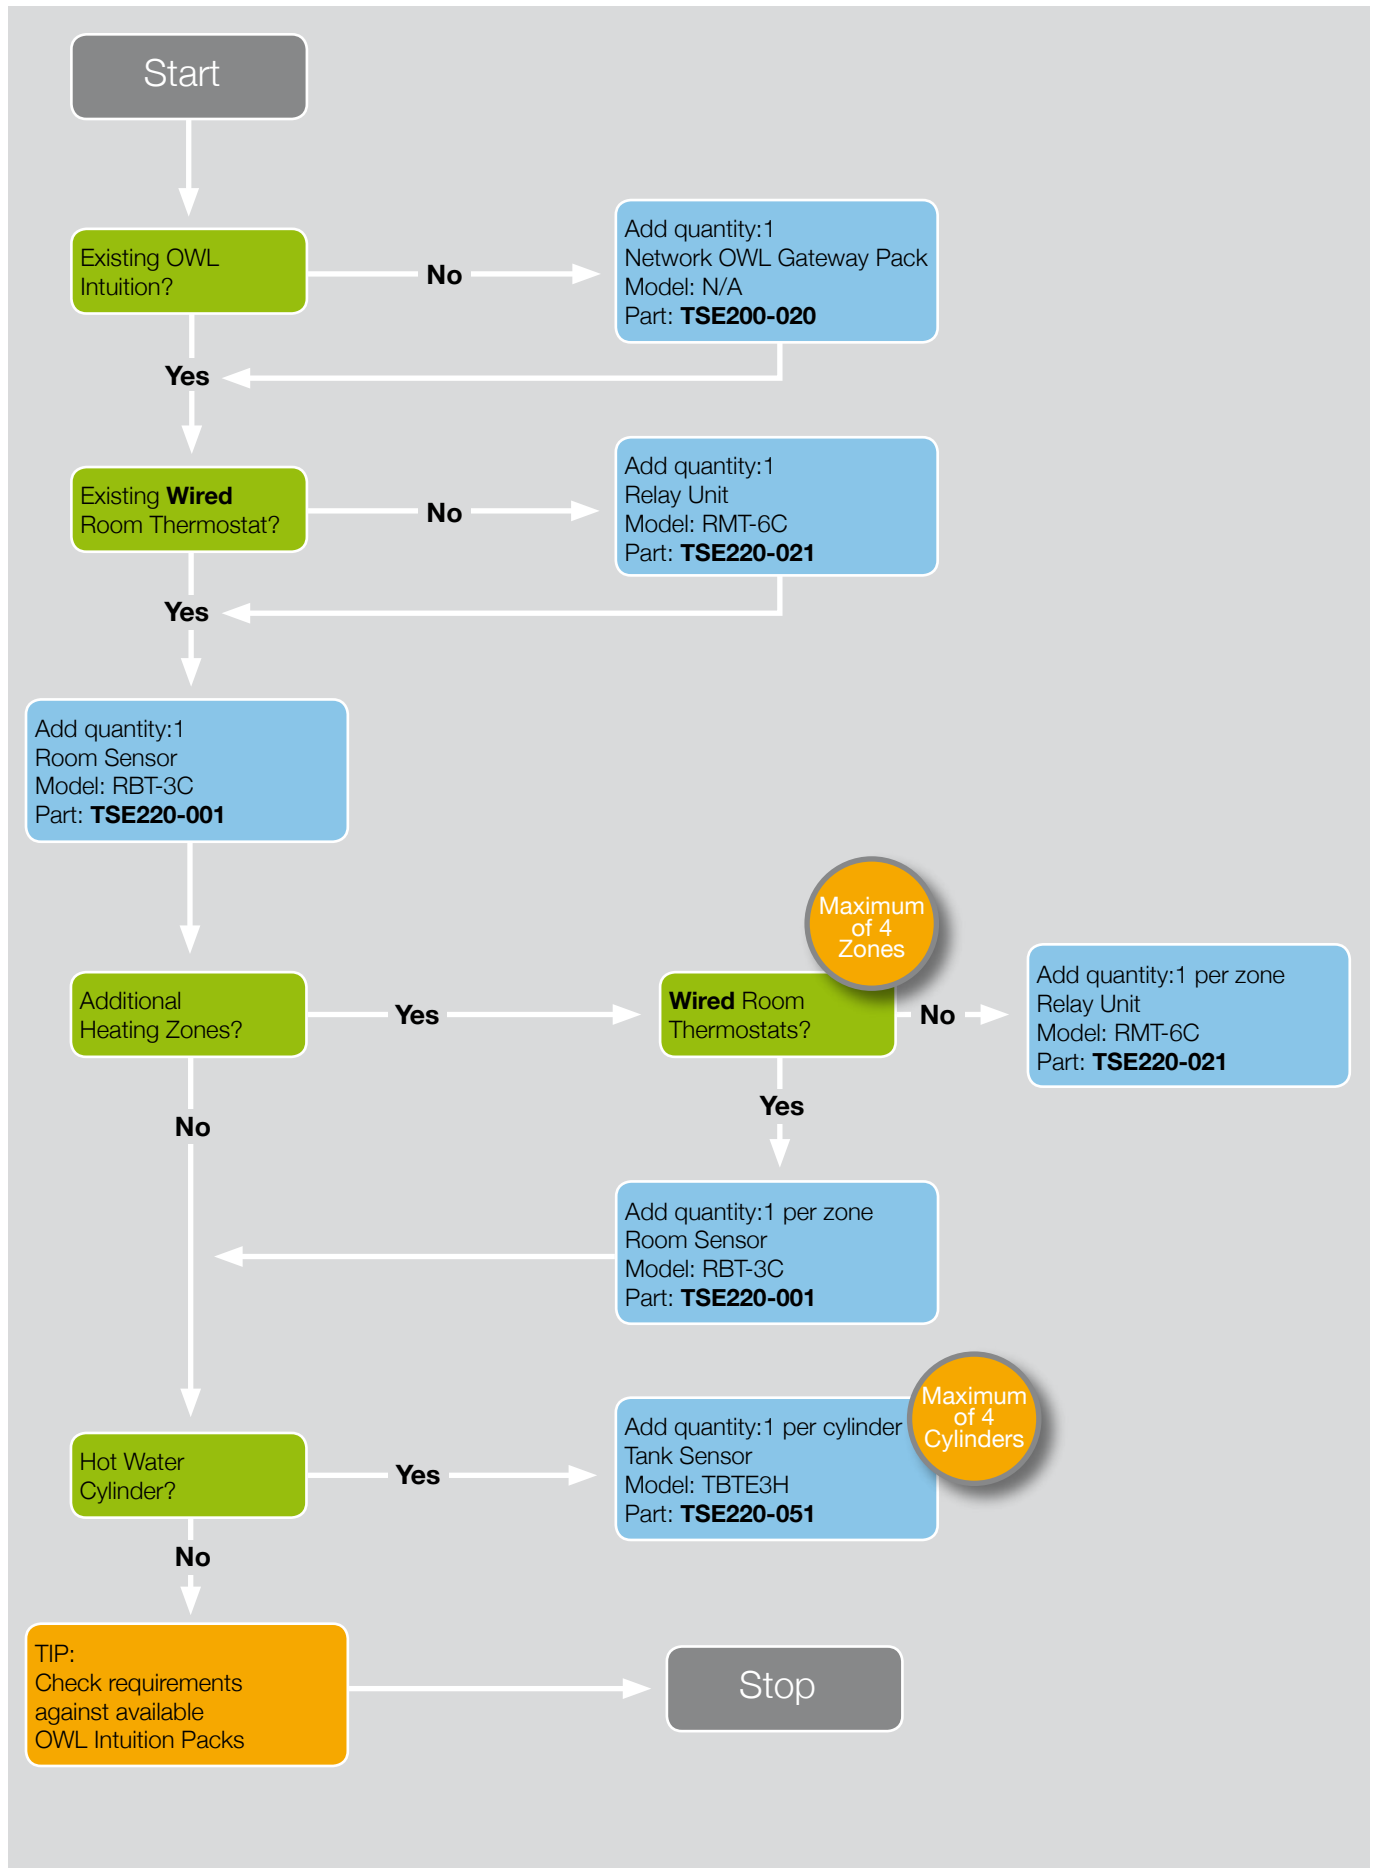 Start
Existing OWL
Intuition?
No
Add quantity:1
Network OWL Gateway Pack
Model: N/A
Part: TSE200-020
Yes
Existing Wired
Room Thermostat?
No
Add quantity:1
Relay Unit
Model: RMT-6C
Part: TSE220-021
Yes
Add quantity:1
Room Sensor
Model: RBT-3C
Part: TSE220-001
Additional
Heating Zones?
Yes
Maximum
of 4
Zones
Wired Room
Thermostats?
No
Add quantity:1 per zone
Relay Unit
Model: RMT-6C
Part: TSE220-021
No
Yes
Add quantity:1 per zone
Room Sensor
Model: RBT-3C
Part: TSE220-001
Hot Water
Cylinder?
Yes
Add quantity:1 per cylinder
Tank Sensor
Model: TBTE3H
Part: TSE220-051
Maximum
of 4
Cylinders
No
TIP:
Check requirements
against available
OWL Intuition Packs
Stop